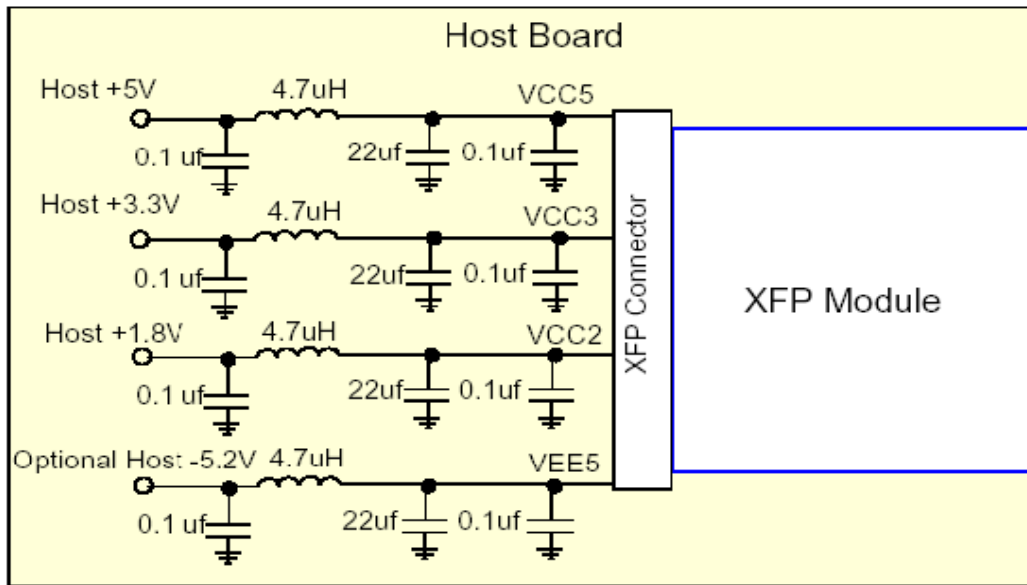 Host Board
Host +5V
4.7uH
VCC5
0.1 uf
22uf
0.1uf
Host +3.3V
4.7uH
VCC3
0.1 uf
22uf
0.1uf
Host +1.8V
4.7uH
VCC2
0.1 uf
22uf
0.1uf
Optional Host -5.2V
4.7uH
VEE5
0.1 uf
22uf
0.1uf
XFP Connector
XFP Module